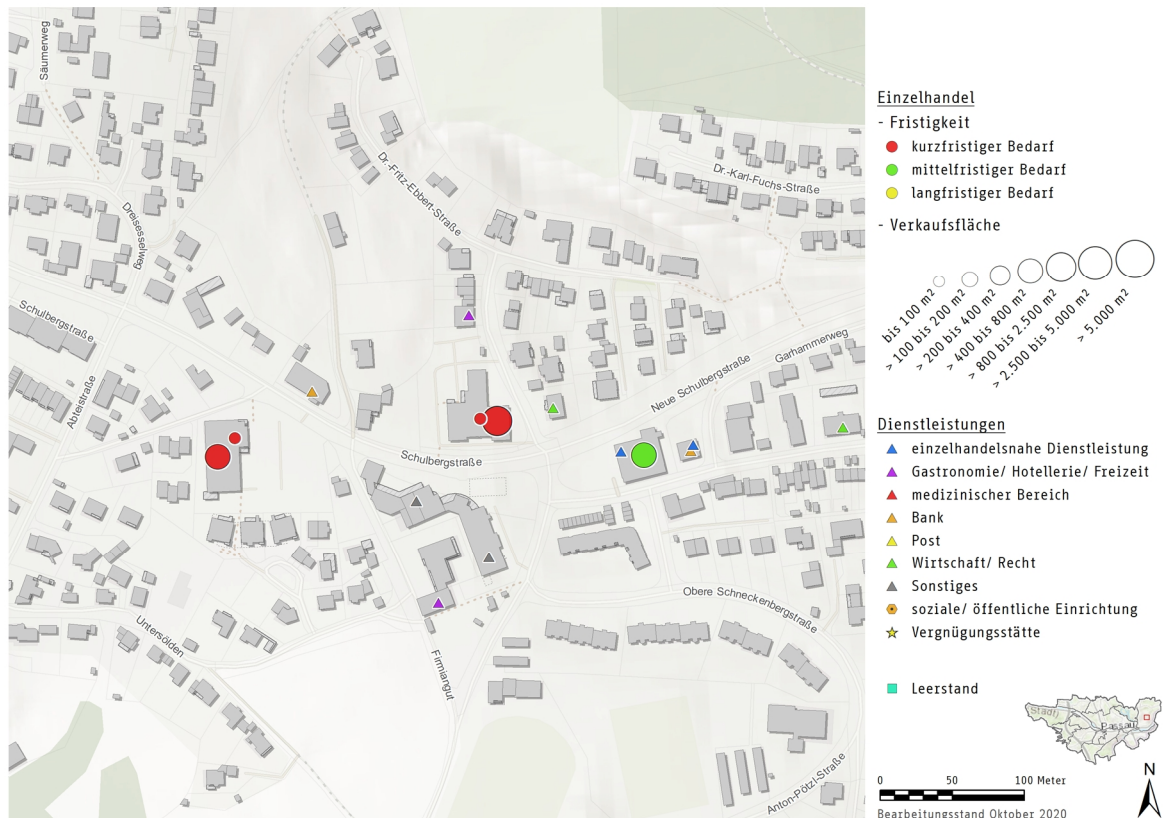 Säumerweg
Dreisesselweg
Dr.-Fritz-Ebbert-Straße
Dr.-Karl-Fuchs-Straße
Schulbergstraße
Abteistraße
Neue Schulbergstraße
Garhammerweg
Schulbergstraße
Obere Schneckenbergstraße
Untersölden
Firmiangut
Anton-Pötzl-Straße
Einzelhandel
- Fristigkeit
kurzfristiger Bedarf
mittelfristiger Bedarf
langfristiger Bedarf
- Verkaufsfläche
bis 100 m²
> 100 bis 200 m²
> 200 bis 400 m²
> 400 bis 800 m²
> 800 bis 2.500 m²
> 2.500 bis 5.000 m²
> 5.000 m²
Dienstleistungen
einzelhandelsnahe Dienstleistung
Gastronomie/ Hotellerie/ Freizeit
medizinischer Bereich
Bank
Post
Wirtschaft/ Recht
Sonstiges
soziale/ öffentliche Einrichtung
Vergnügungsstätte
Leerstand
Passau
0 50 100 Meter
N
Bearbeitungsstand Oktober 2020